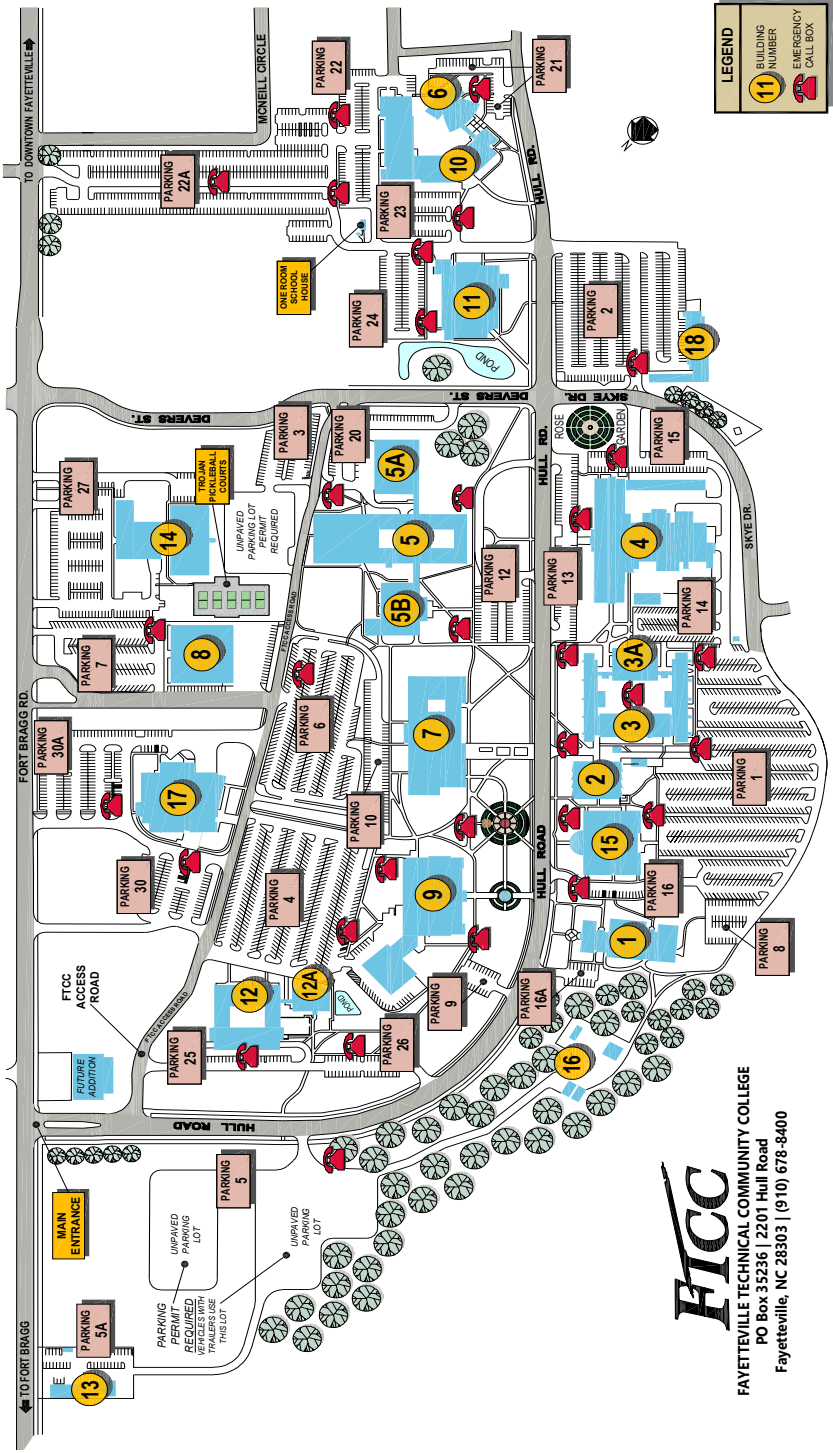 TO FORT BRAGG
FORT BRAGG RD.
TO DOWNTOWN FAYETTEVILLE
13
E
PARKING
5A
MAIN
ENTRANCE
UNPAVED
PARKING
LOT
PARKING
PERMIT
REQUIRED
VEHICLES WITH
TRAILERS USE
THIS LOT
UNPAVED
PARKING
LOT
PARKING
5
HULL ROAD
FUTURE
ADDITION
FTCC
ACCESS
ROAD
FTCC ACCESS ROAD
PARKING
25
12
12A
POND
PARKING
26
PARKING
4
PARKING
30
17
PARKING
30A
PARKING
7
8
PARKING
27
14
TROJAN
PICKLEBALL
COURTS
UNPAVED
PARKING LOT
PERMIT
REQUIRED
FTCC ACCESS ROAD
PARKING
3
DEVERS ST.
PARKING
6
PARKING
10
PARKING
9
9
7
5B
5
5A
PARKING
20
PARKING
12
DEVERS ST.
MCNEILL CIRCLE
PARKING
22A
PARKING
22
ONE ROOM
SCHOOL
HOUSE
PARKING
23
PARKING
24
11
POND
10
6
PARKING
21
HULL RD.
HULL RD.
HULL ROAD
PARKING
16A
16
1
PARKING
8
PARKING
16
15
2
3
3A
PARKING
1
PARKING
13
PARKING
14
4
ROSE
GARDEN
PARKING
15
SKYE DR.
SKYE DR.
PARKING
2
18
N
LEGEND
11
BUILDING
NUMBER
EMERGENCY
CALL BOX
FTCC
FAYETTEVILLE TECHNICAL COMMUNITY COLLEGE
PO Box 35236 | 2201 Hull Road
Fayetteville, NC 28303 | (910) 678-8400